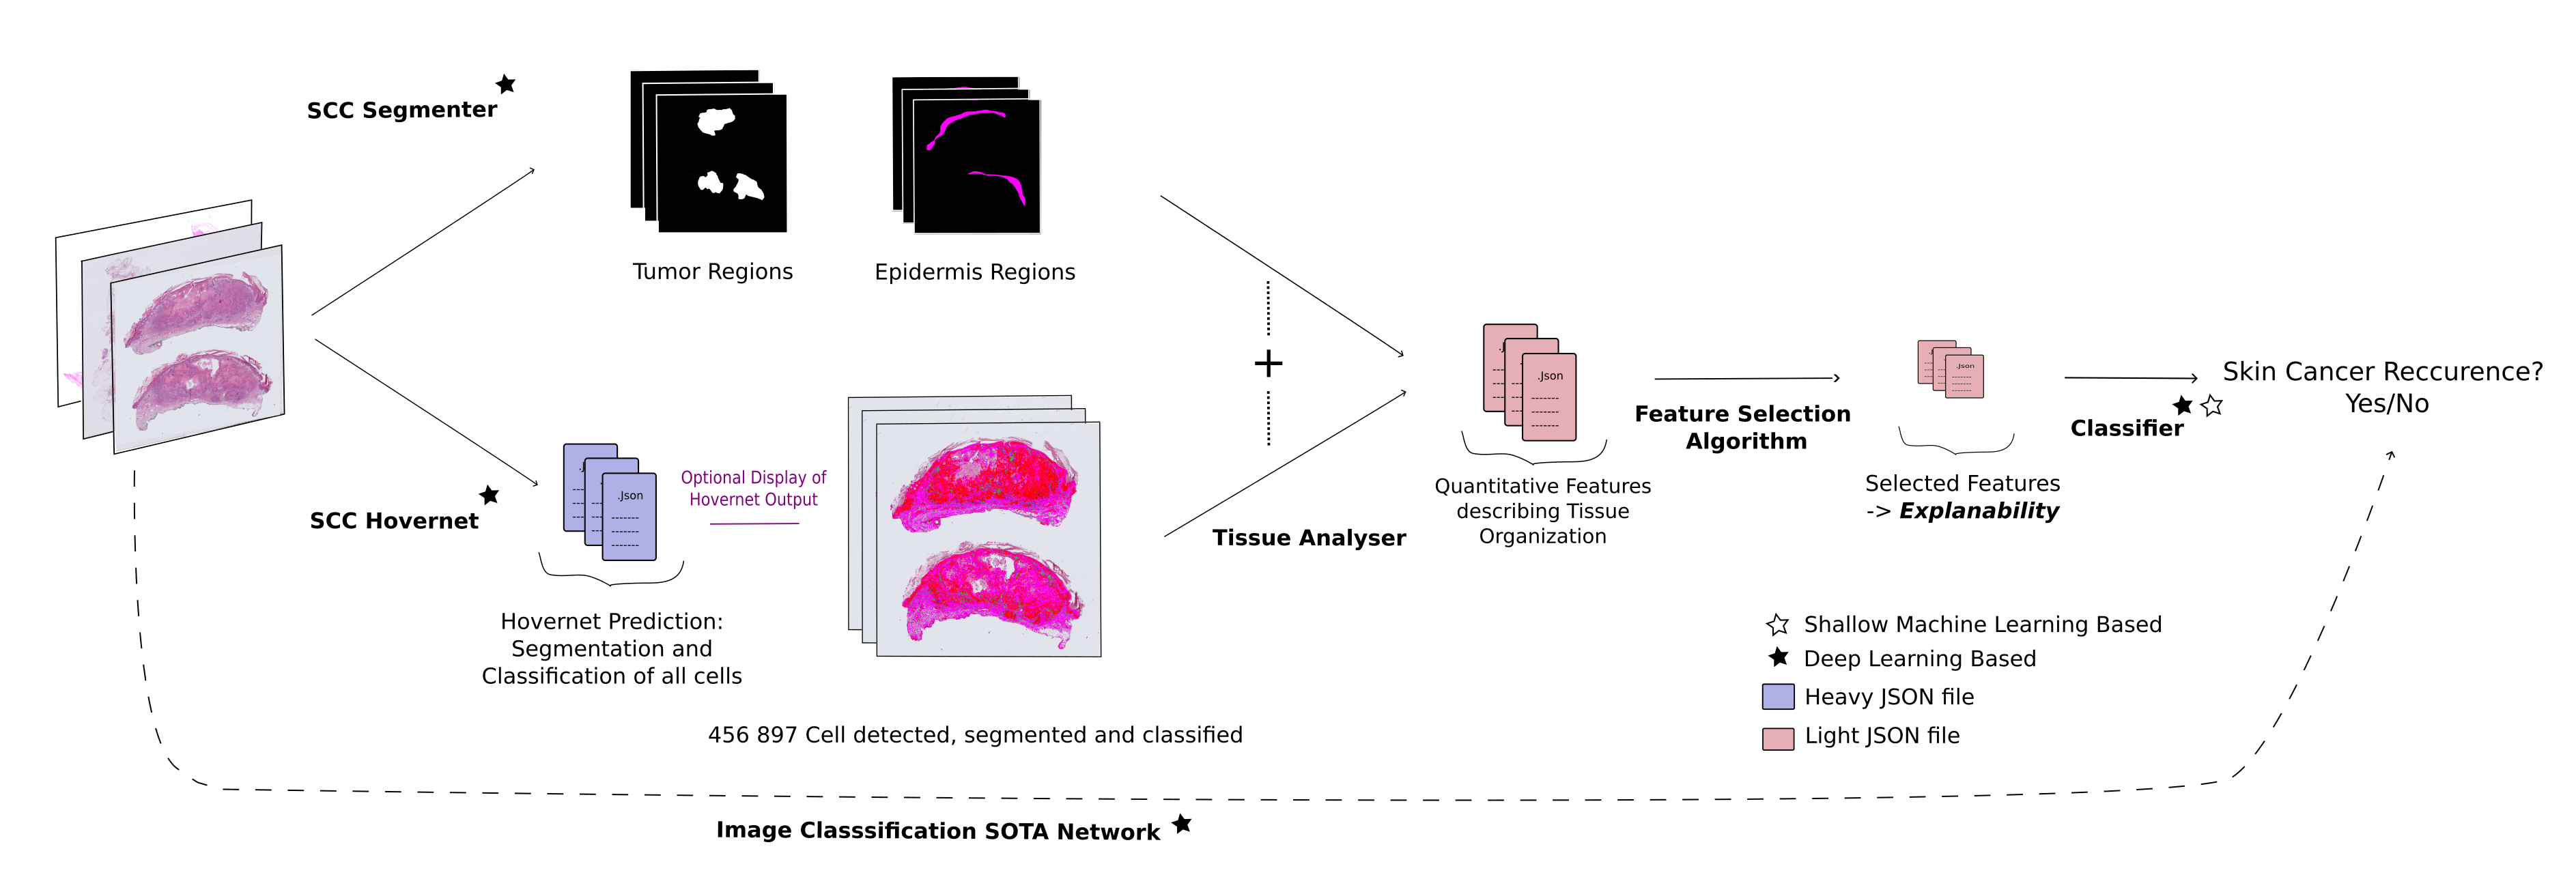 SCC Segmenter
Tumor Regions
Epidermis Regions
SCC Hovernet
.Json
Optional Display of
Hovernet Output
Hovernet Prediction:
Segmentation and
Classification of all cells
456 897 Cell detected, segmented and classified
+
Tissue Analyser
.Json
Quantitative Features
describing Tissue
Organization
Feature Selection
Algorithm
.Json
Selected Features
-> Explanability
Classifier
Skin Cancer Reccurence?
Yes/No
Shallow Machine Learning Based
Deep Learning Based
Heavy JSON file
Light JSON file
Image Classsification SOTA Network